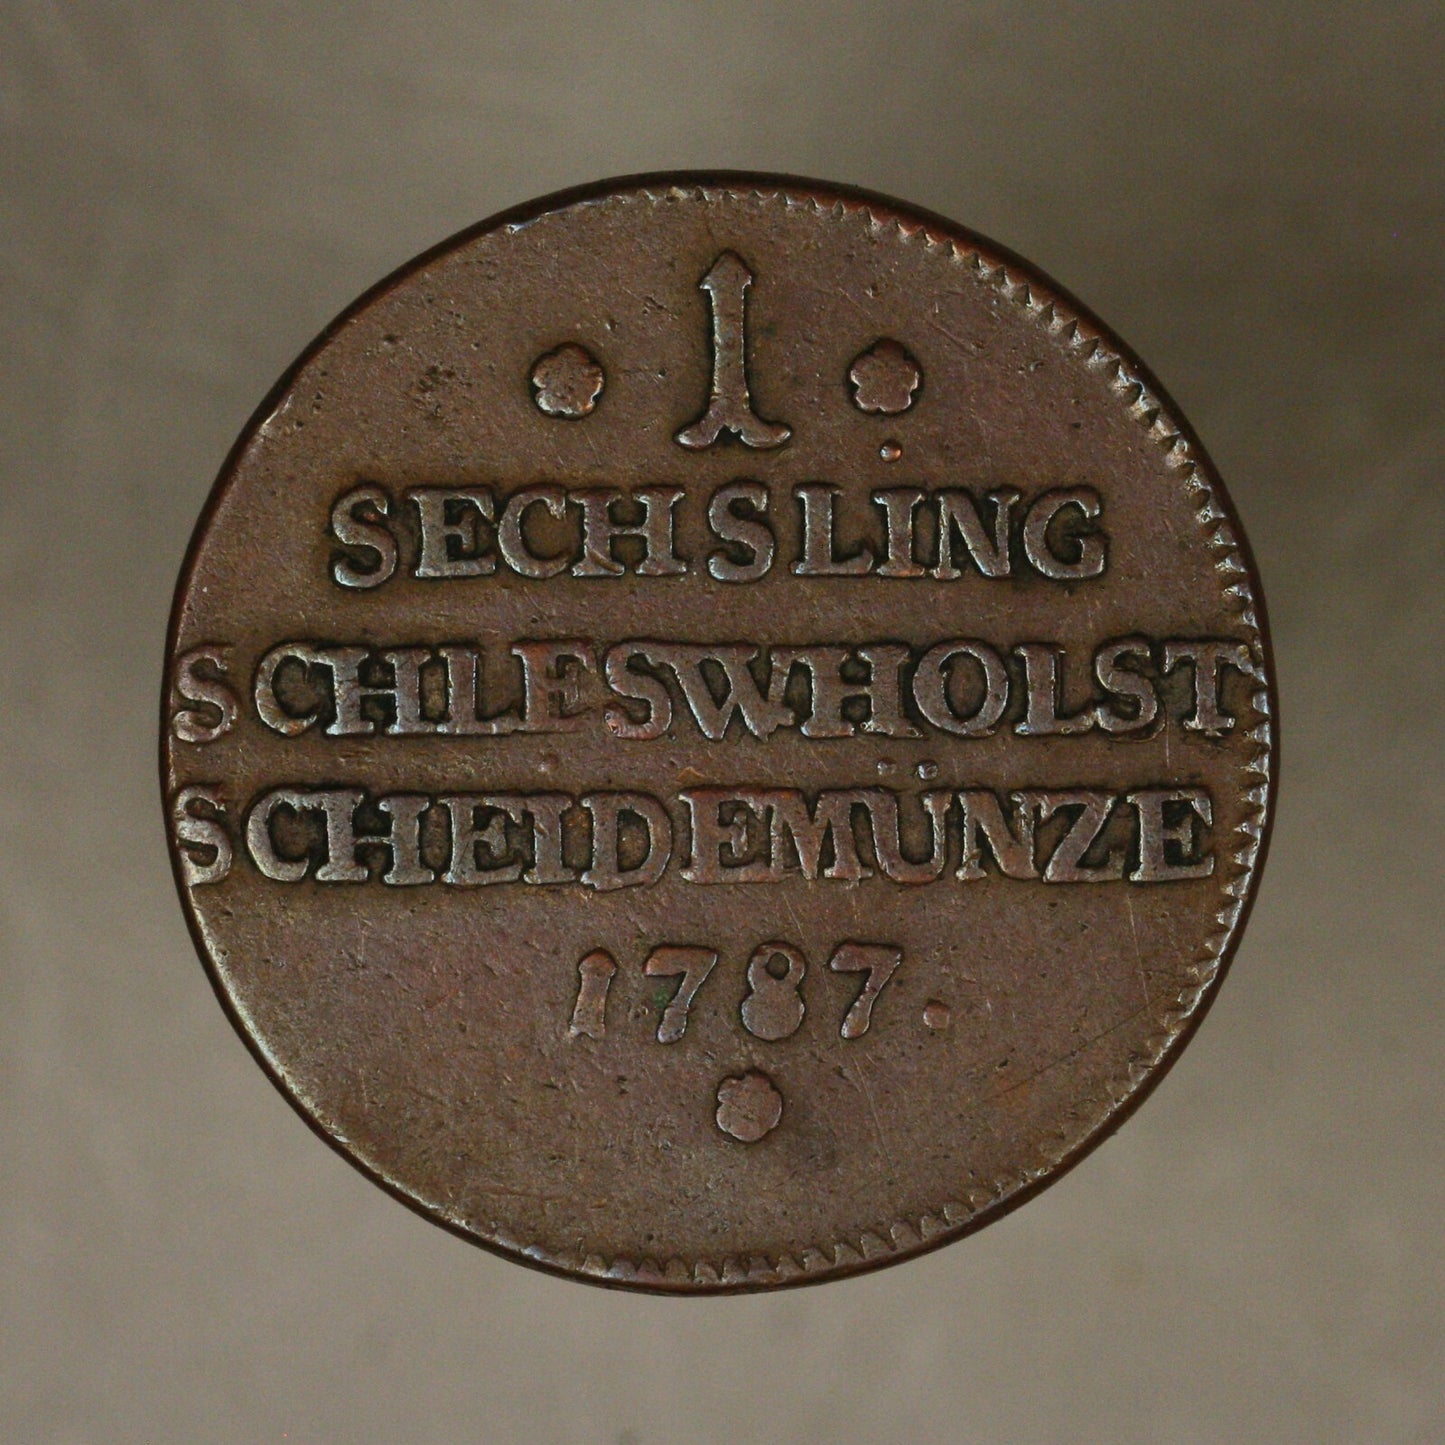 1
SECHSLING
SCHLESWHOLST
SCHEIDEMÜNZE
1787.